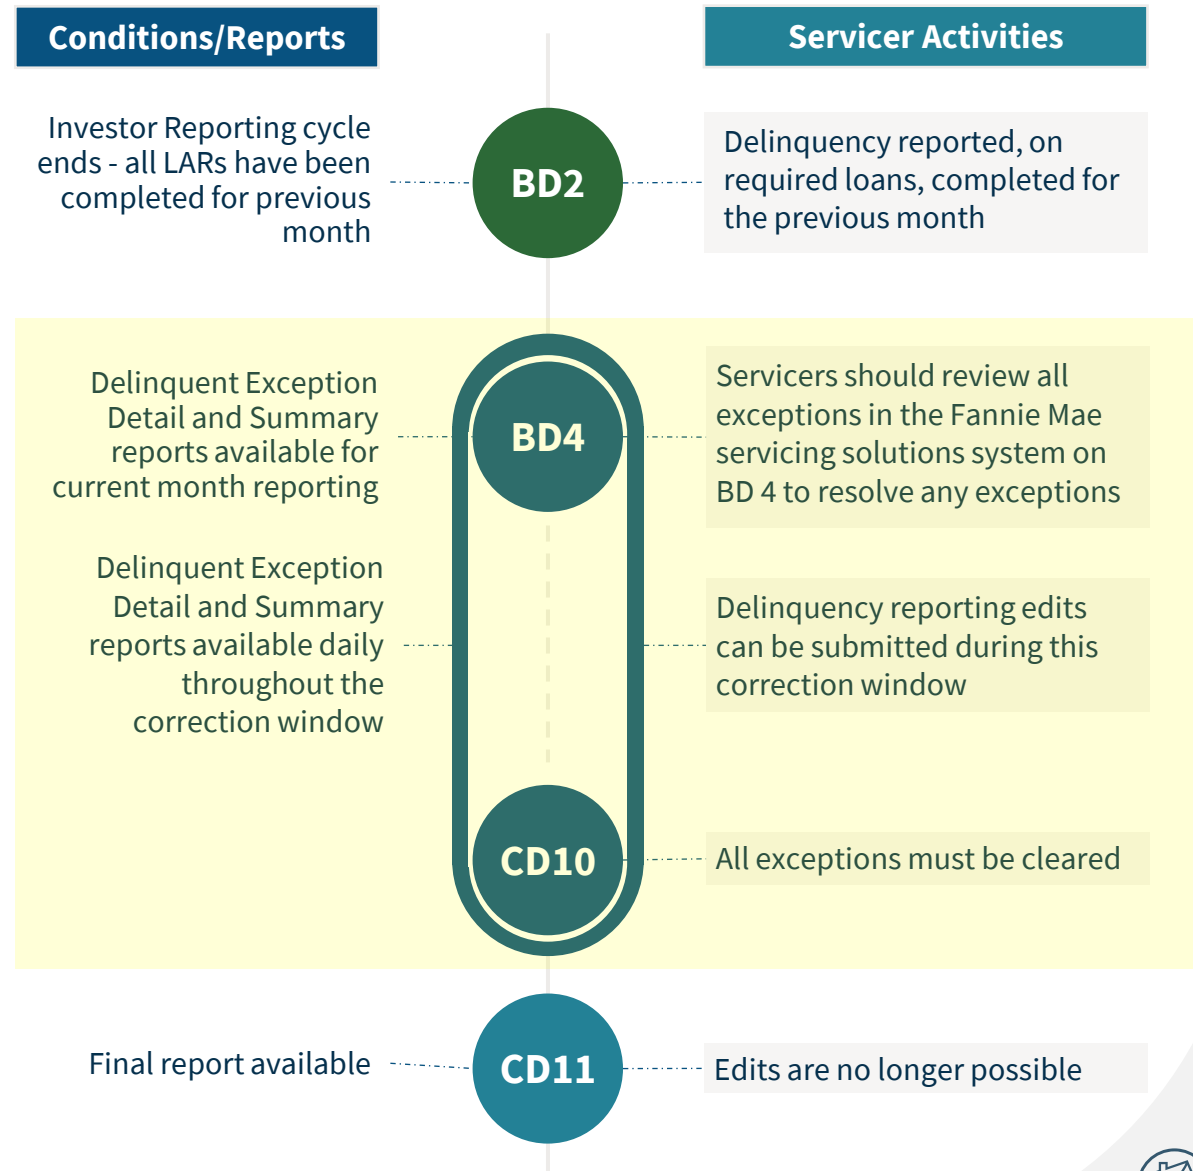 Conditions/Reports
Servicer Activities
Investor Reporting cycle
ends - all LARs have been
completed for previous
month
BD2
Delinquency reported, on
required loans, completed for
the previous month
Delinquent Exception
Detail and Summary
reports available for
current month reporting
BD4
Servicers should review all
exceptions in the Fannie Mae
servicing solutions system on
BD 4 to resolve any exceptions
Delinquent Exception
Detail and Summary
reports available daily
throughout the
correction window
Delinquency reporting edits
can be submitted during this
correction window
CD10
All exceptions must be cleared
Final report available
CD11
Edits are no longer possible